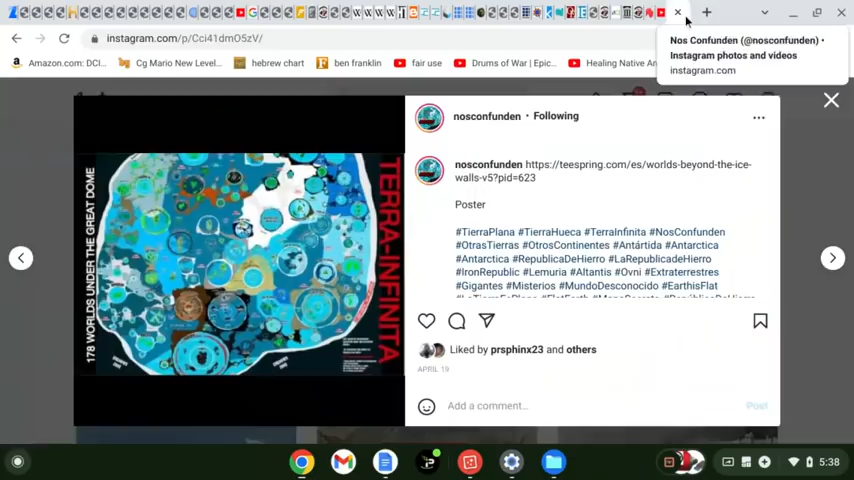 Nos Confunden (@nosconfunden) •
Instagram photos and videos
instagram.com
instagram.com/p/Cci41dmO5zV/
Amazon.com: DCI...
Cg Mario New Level...
hebrew chart
ben franklin
fair use
Drums of War | Epic...
Healing Native An
nosconfunden • Following
nosconfunden https://teespring.com/es/worlds-beyond-the-ice-
walls-v5?pid=623
Poster
#TierraPlana #TierraHueca #TerraInfinita #NosConfunden
#OtrasTierras #OtrosContinentes #Antártida #Antarctica
#Antarctica #RepublicaDeHierro #LaRepublicadeHierro
#IronRepublic #Lemuria #Altantis #Ovni #Extraterrestres
#Gigantes #Misterios #MundoDesconocido #EarthisFlat
178 WORLDS UNDER THE GREAT DOME
TERRA-INFINITA
Liked by prsphinx23 and others
APRIL 19
Add a comment...
Post
5:38